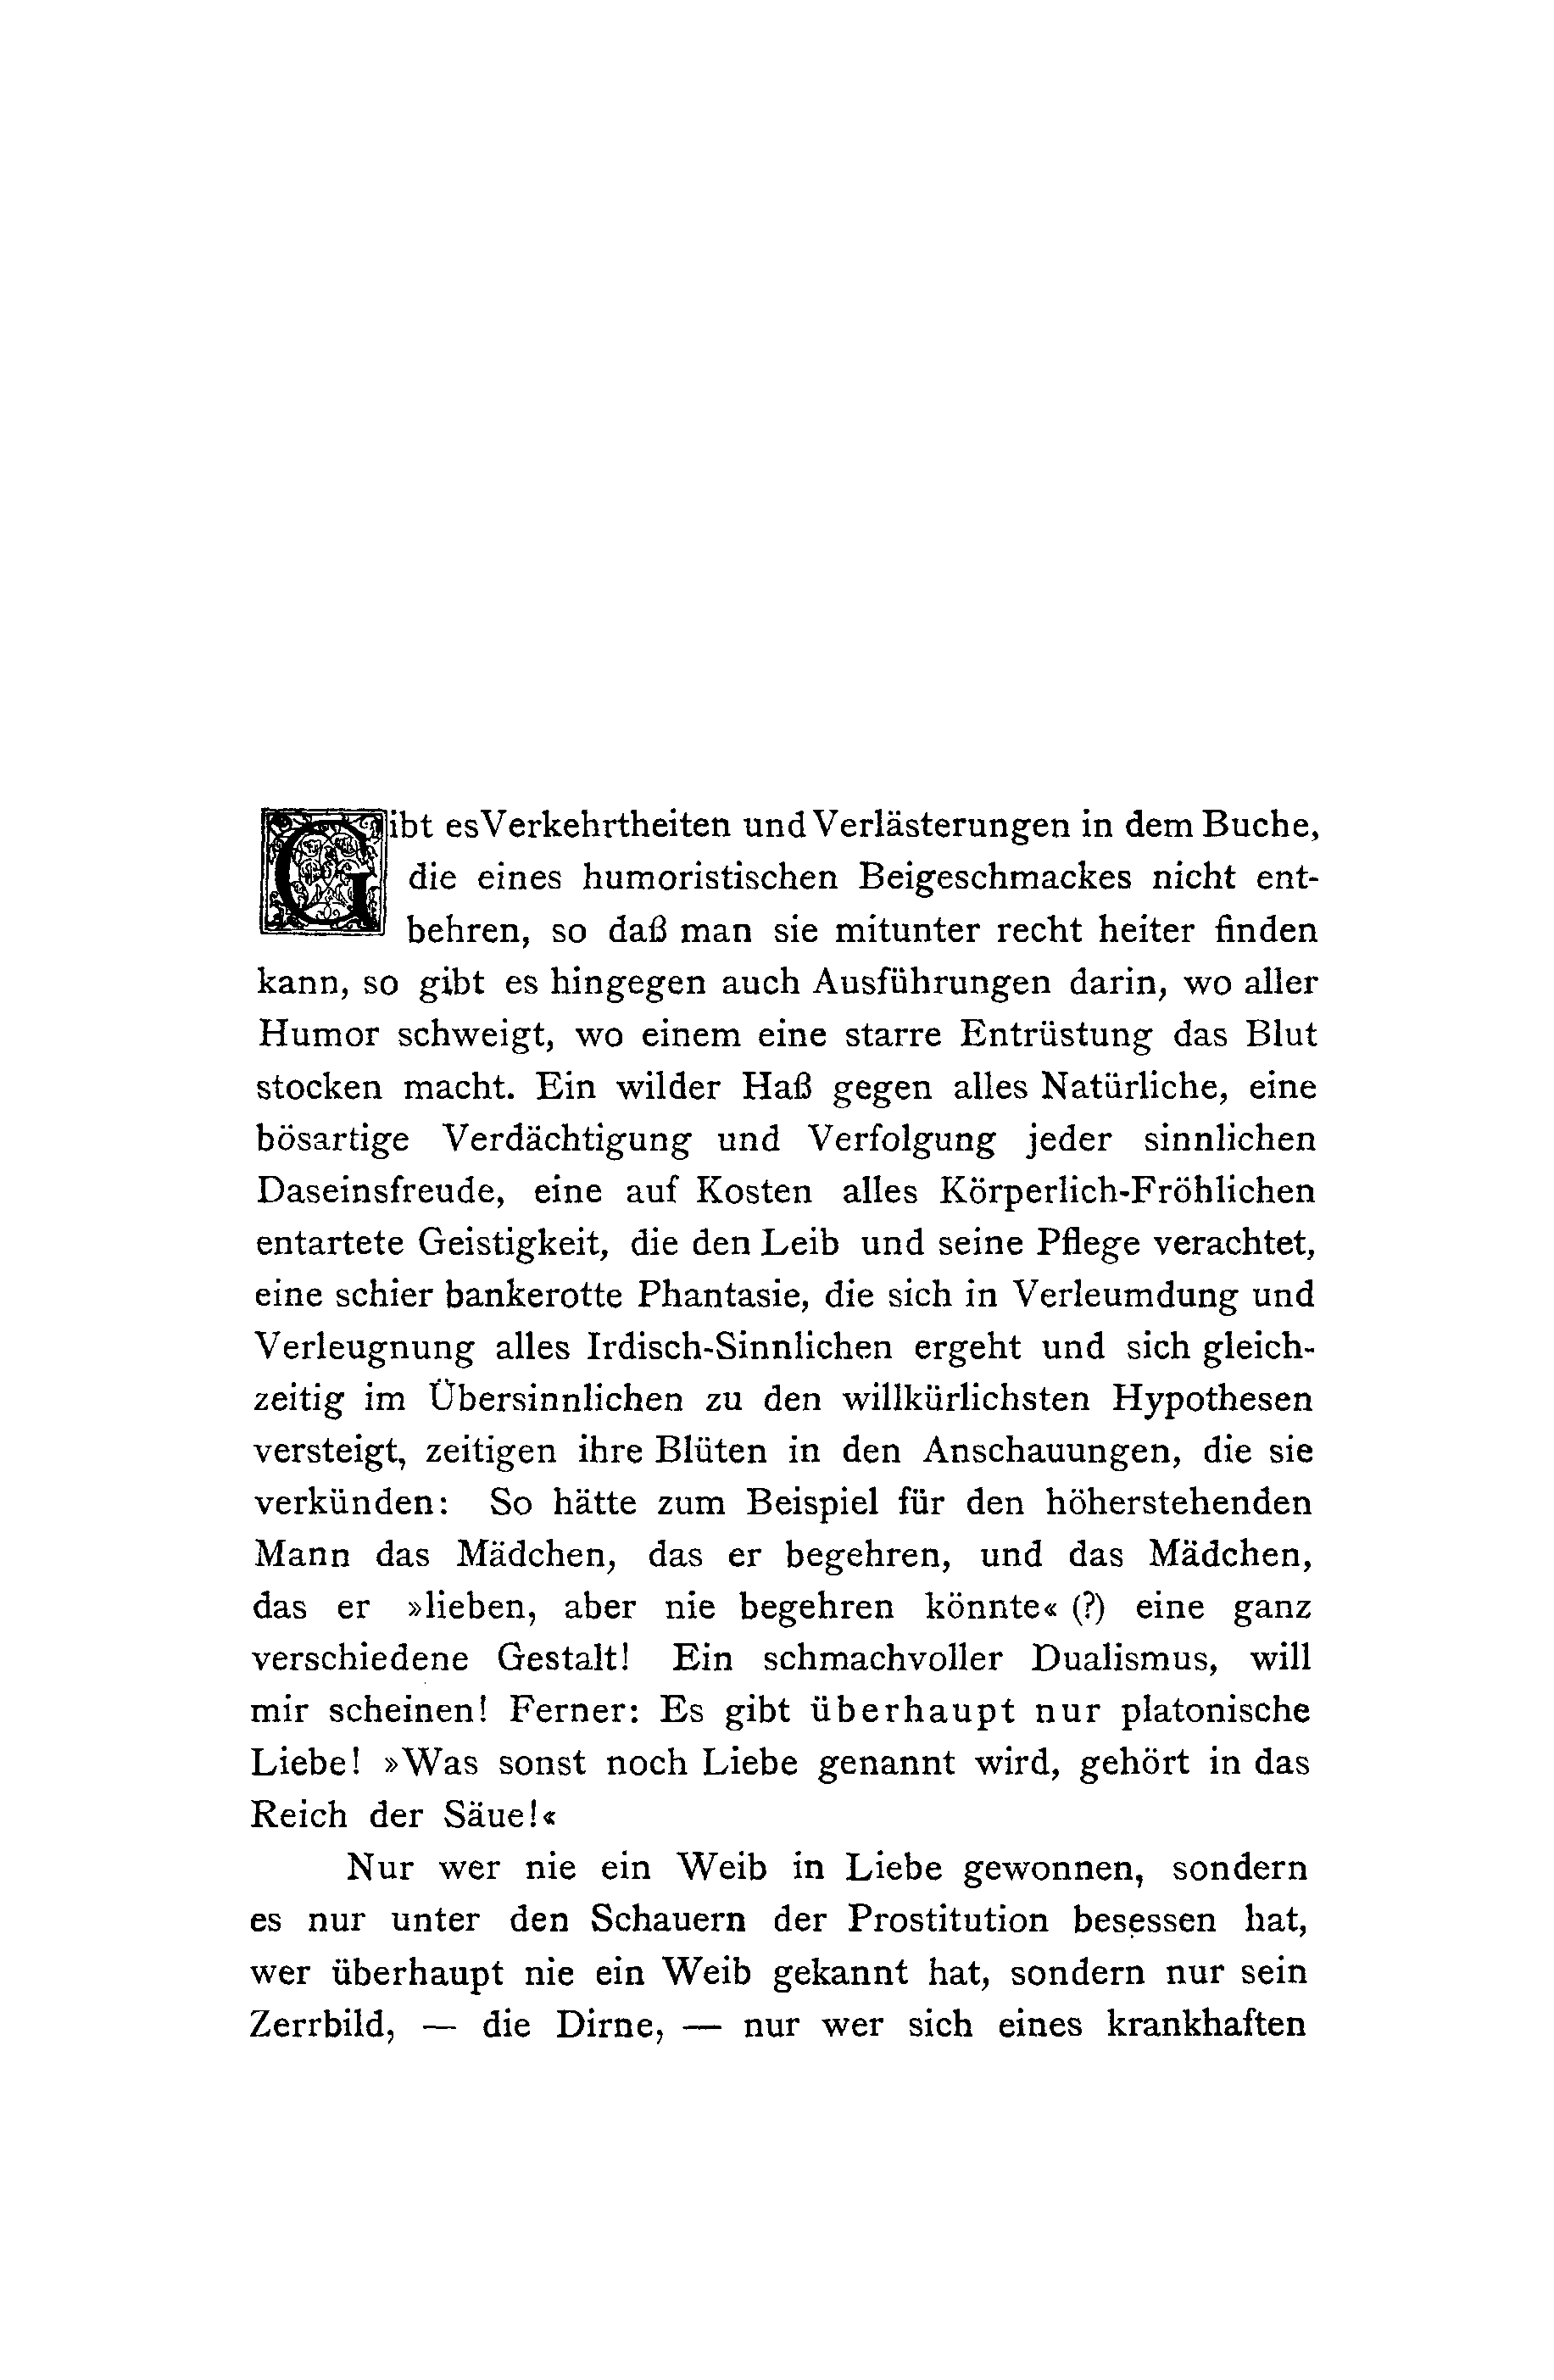 Gibt es Verkehrtheiten und Verlästerungen in dem Buche,
die eines humoristischen Beigeschmackes nicht ent-
behren, so daß man sie mitunter recht heiter finden
kann, so gibt es hingegen auch Ausführungen darin, wo aller
Humor schweigt, wo einem eine starre Entrüstung das Blut
stocken macht. Ein wilder Haß gegen alles Natürliche, eine
bösartige Verdächtigung und Verfolgung jeder sinnlichen
Daseinsfreude, eine auf Kosten alles Körperlich-Fröhlichen
entartete Geistigkeit, die den Leib und seine Pflege verachtet,
eine schier bankerotte Phantasie, die sich in Verleumdung und
Verleugnung alles Irdisch-Sinnlichen ergeht und sich gleich-
zeitig im Übersinnlichen zu den willkürlichsten Hypothesen
versteigt, zeitigen ihre Blüten in den Anschauungen, die sie
verkünden: So hätte zum Beispiel für den höherstehenden
Mann das Mädchen, das er begehren, und das Mädchen,
das er »lieben, aber nie begehren könnte« (?) eine ganz
verschiedene Gestalt! Ein schmachvoller Dualismus, will
mir scheinen! Ferner: Es gibt überhaupt nur platonische
Liebe! »Was sonst noch Liebe genannt wird, gehört in das
Reich der Säue!«
Nur wer nie ein Weib in Liebe gewonnen, sondern
es nur unter den Schauern der Prostitution besessen hat,
wer überhaupt nie ein Weib gekannt hat, sondern nur sein
Zerrbild, — die Dirne, — nur wer sich eines krankhaften